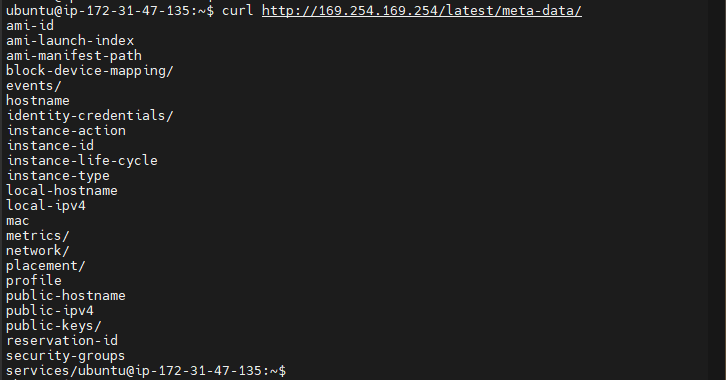 ubuntu@ip-172-31-47-135:~$ curl http://169.254.169.254/latest/meta-data/
ami-id
ami-launch-index
ami-manifest-path
block-device-mapping/
events/
hostname
identity-credentials/
instance-action
instance-id
instance-life-cycle
instance-type
local-hostname
local-ipv4
mac
metrics/
network/
placement/
profile
public-hostname
public-ipv4
public-keys/
reservation-id
security-groups
services/ubuntu@ip-172-31-47-135:~$